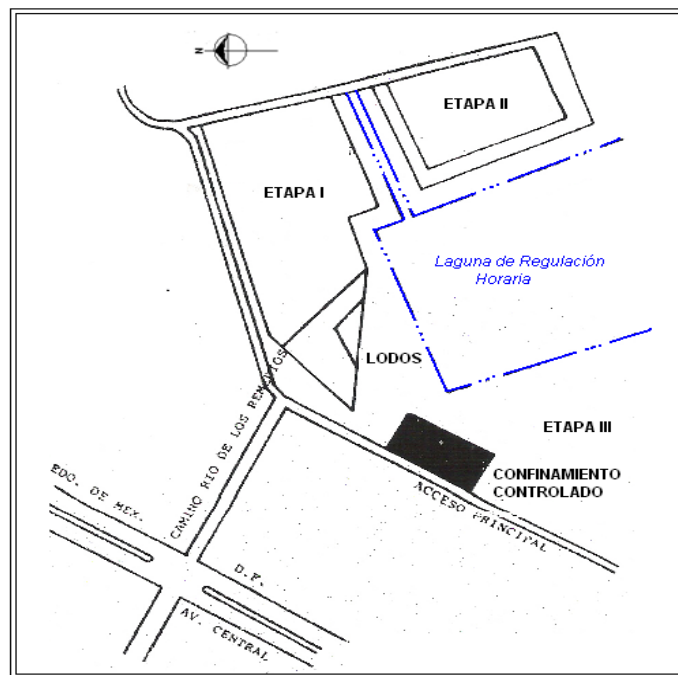 N
ETAPA II
ETAPA I
Laguna de Regulación
Horaria
LODOS
CAMINO RIO DE LOS REMEDIOS
ETAPA III
CONFINAMIENTO
CONTROLADO
ACCESO PRINCIPAL
EDO. DE MEX.
D.F.
AV. CENTRAL